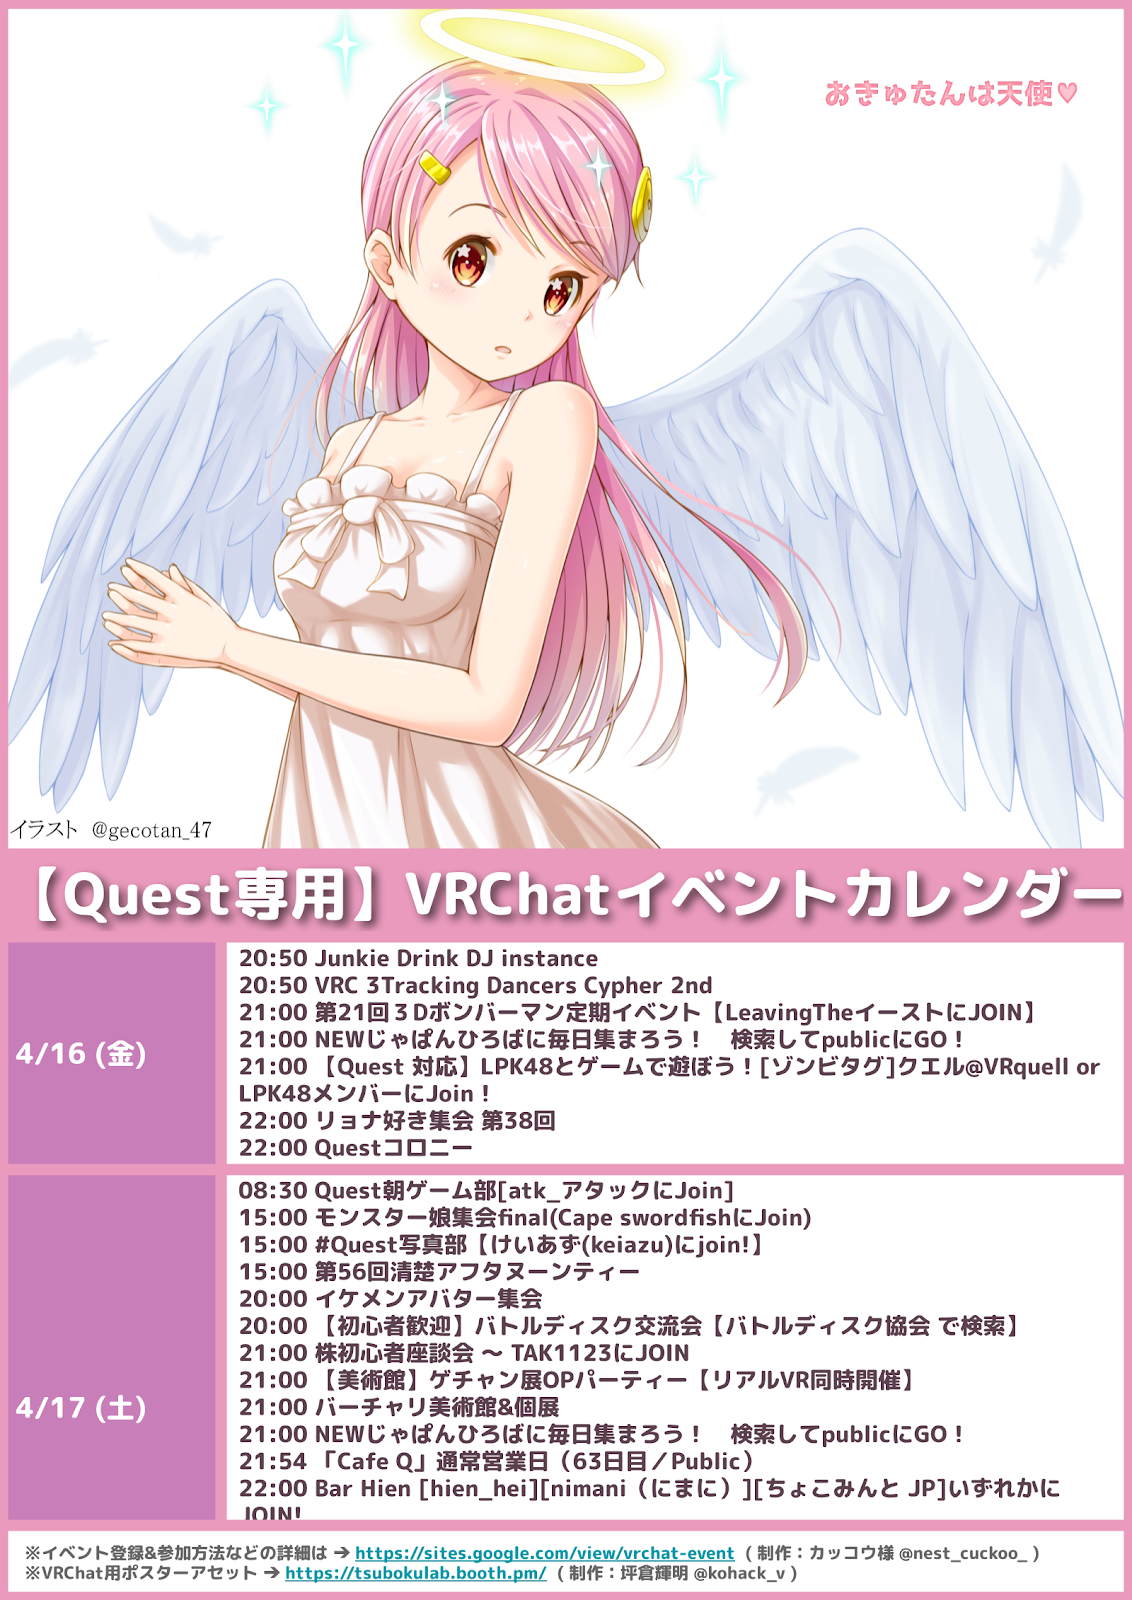 おきゅたんは天使♥
イラスト @gecotan_47
【Quest専用】VRChatイベントカレンダー
4/16 (金)
20:50 Junkie Drink DJ instance
20:50 VRC 3Tracking Dancers Cypher 2nd
21:00 第21回３Dボンバーマン定期イベント【LeavingTheイーストにJOIN】
21:00 NEWじゃぱんひろばに毎日集まろう！　検索してpublicにGO！
21:00 【Quest 対応】LPK48とゲームで遊ぼう！[ゾンビタグ]クエル@VRquell or
LPK48メンバーにJoin！
22:00 リョナ好き集会 第38回
22:00 Questコロニー
4/17 (土)
08:30 Quest朝ゲーム部[atk_アタックにJoin]
15:00 モンスター娘集会final(Cape swordfishにJoin)
15:00 #Quest写真部【けいあず(keiazu)にjoin!】
15:00 第56回清楚アフタヌーンティー
20:00 イケメンアバター集会
20:00 【初心者歓迎】バトルディスク交流会【バトルディスク協会 で検索】
21:00 株初心者座談会 〜 TAK1123にJOIN
21:00 【美術館】ゲチャン展OPパーティー【リアルVR同時開催】
21:00 バーチャリ美術館&個展
21:00 NEWじゃぱんひろばに毎日集まろう！　検索してpublicにGO！
21:54 「Cafe Q」通常営業日（63日目／Public）
22:00 Bar Hien [hien_hei][nimani（にまに）][ちょこみんと JP]いずれかに
JOIN!
※イベント登録&参加方法などの詳細は → https://sites.google.com/view/vrchat-event ( 制作：カッコウ様 @nest_cuckoo_ )
※VRChat用ポスターアセット → https://tsubokulab.booth.pm/ ( 制作：坪倉輝明 @kohack_v )